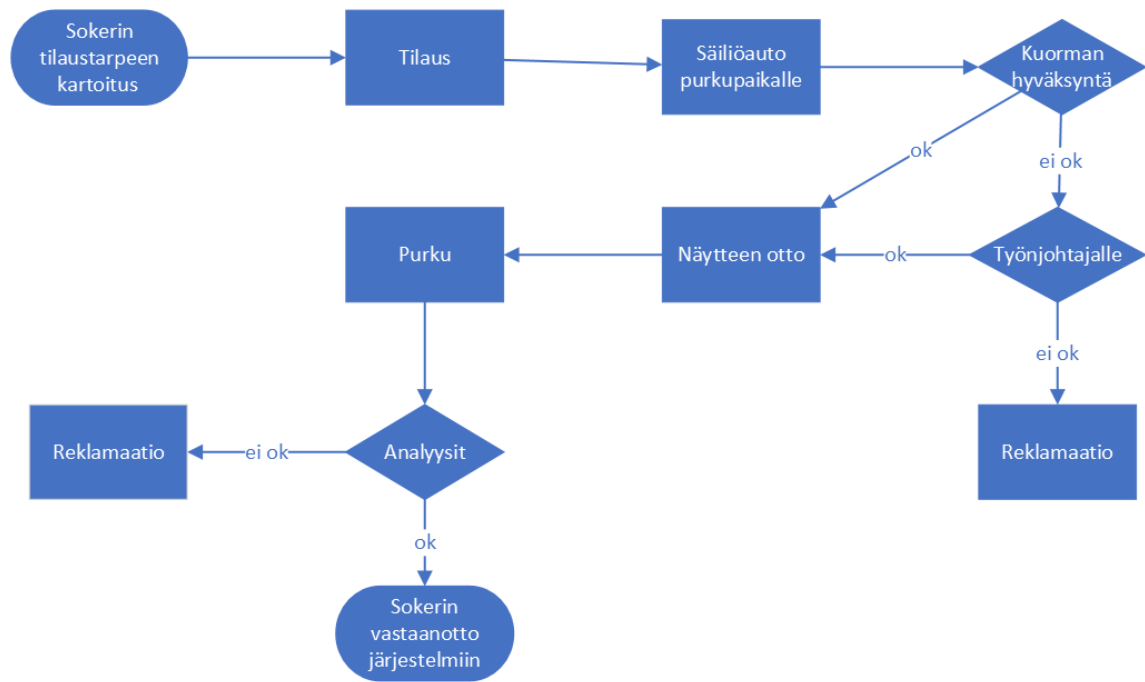 Sokerin
tilaustarpeen
kartoitus
Tilaus
Säiliöauto
purkupaikalle
Kuorman
hyväksyntä
ok
ei ok
Purku
Näytteen otto
ok
Työnjohtajalle
ei ok
Reklamaatio
ei ok
Analyysit
Reklamaatio
ok
Sokerin
vastaanotto
järjestelmiin